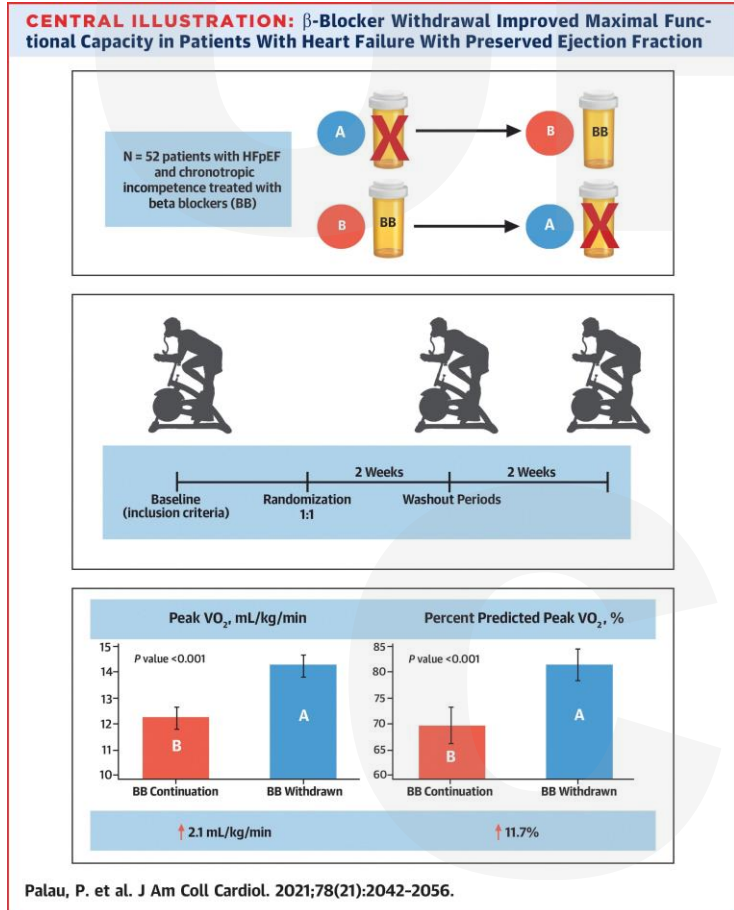 CENTRAL ILLUSTRATION: β-Blocker Withdrawal Improved Maximal Func-
tional Capacity in Patients With Heart Failure With Preserved Ejection Fraction
N = 52 patients with HFpEF
and chronotropic
incompetence treated with
beta blockers (BB)
A X B BB
B BB A X
2 Weeks 2 Weeks
Baseline Randomization Washout Periods
(inclusion criteria) 1:1
Peak VO₂, mL/kg/min
15
14
13
12
11
10
P value <0.001
B
A
BB Continuation BB Withdrawn
↑ 2.1 mL/kg/min
Percent Predicted Peak VO₂, %
85
80
75
70
65
60
P value <0.001
B
A
BB Continuation BB Withdrawn
↑ 11.7%
Palau, P. et al. J Am Coll Cardiol. 2021;78(21):2042-2056.